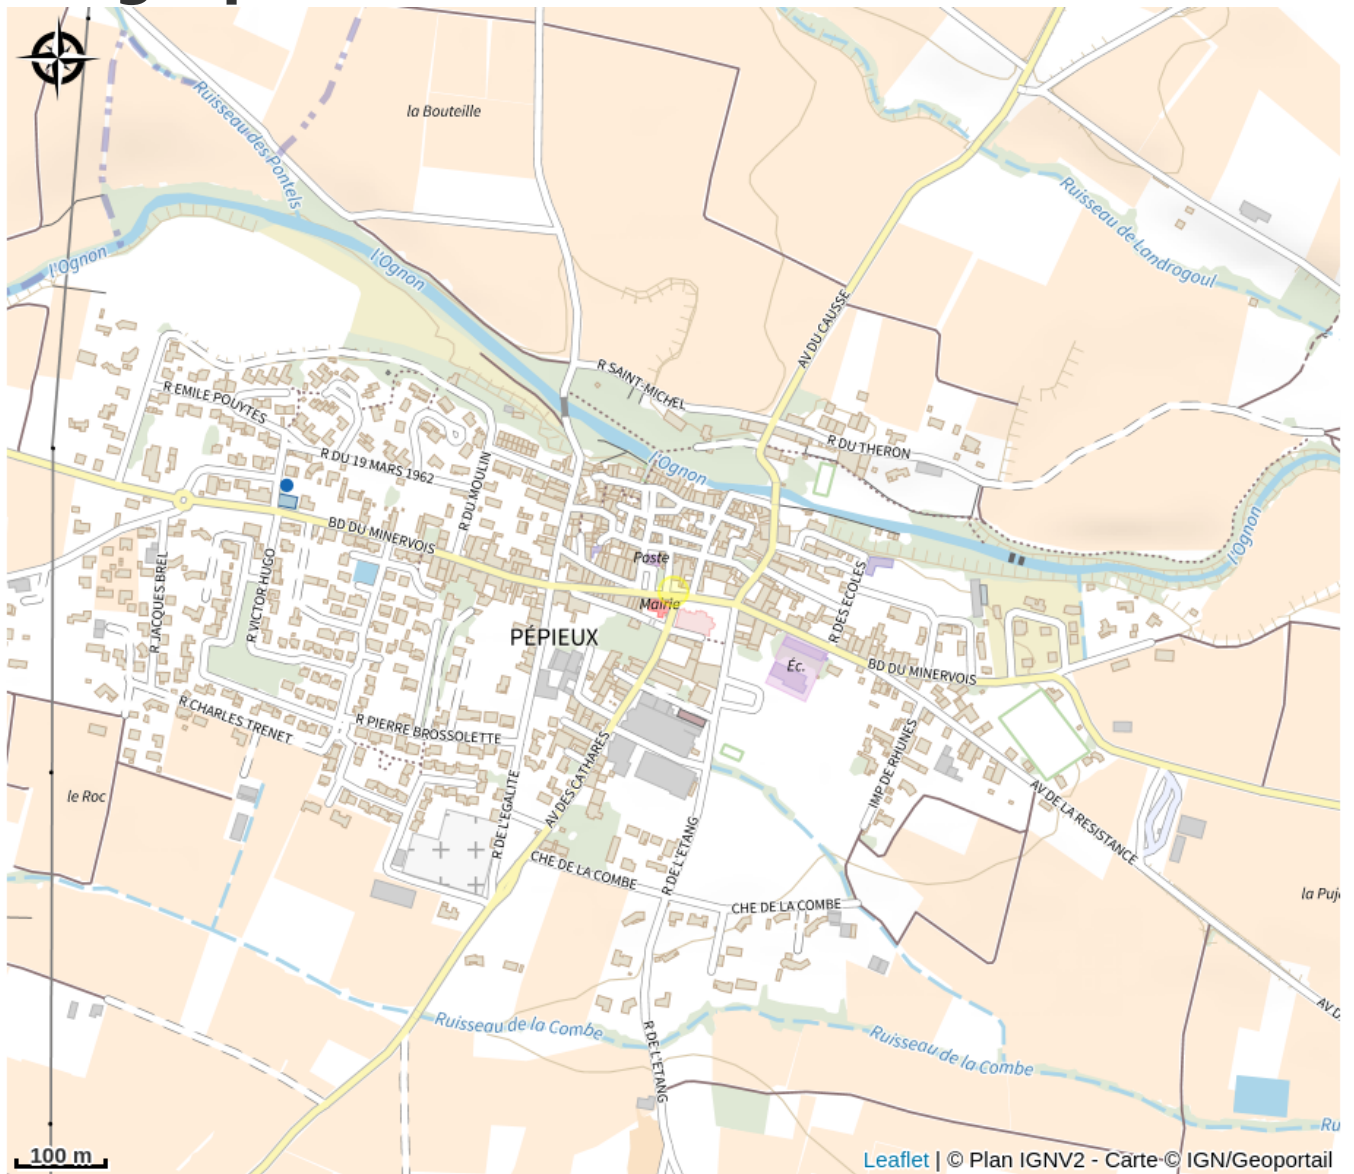 la Bouteille
Ruisseau des Pontels
Ruisseau de Landrogoul
l'Ognon
l'Ognon
AV DU CAUSSE
R SAINT-MICHEL
R EMILE POUYTES
R DU THERON
R DU 19 MARS 1962
R DU MOULIN
l'Ognon
BD DU MINERVOIS
l'Ognon
Poste
R JACQUES BREL
R VICTOR HUGO
R DES ECOLES
Mairie
PÉPIEUX
Éc.
BD DU MINERVOIS
R CHARLES TRENET
R PIERRE BROSSOLETTE
IMP DE RHUNES
AV DES CATHARES
le Roc
R DE L'EGALITE
AV DE LA RESISTANCE
R DE L'ETANG
CHE DE LA COMBE
CHE DE LA COMBE
la Puj
AV D
Ruisseau de la Combe
Ruisseau de la Combe
R DE L'ETANG
Ru
100 m
Leaflet | © Plan IGNV2 - Carte © IGN/Geoportail